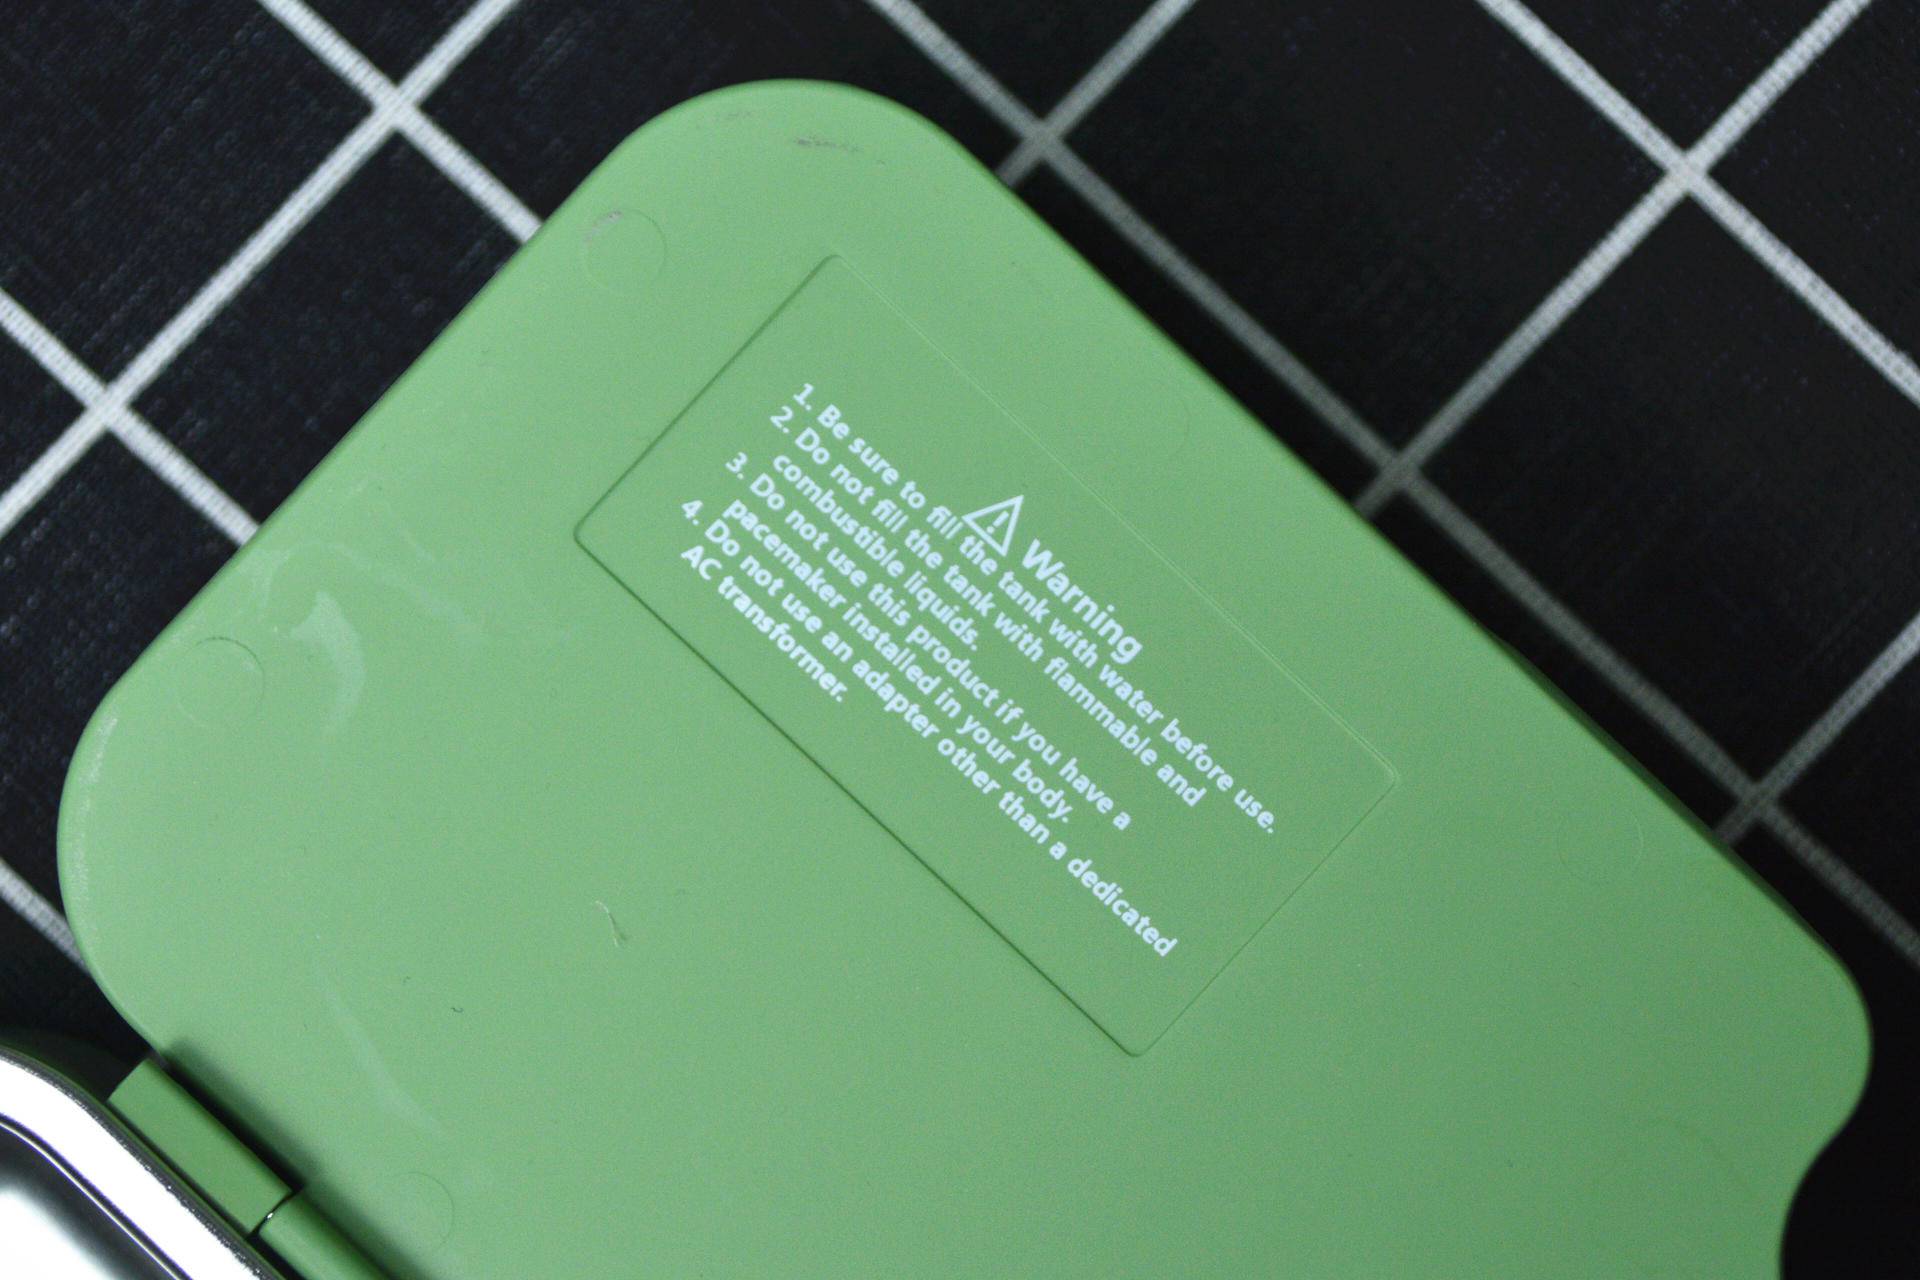 Warning
1. Be sure to fill the tank with water before use.
2. Do not fill the tank with flammable and
combustible liquids.
3. Do not use this product if you have a
pacemaker installed in your body.
4. Do not use an adapter other than a dedicated
AC transformer.